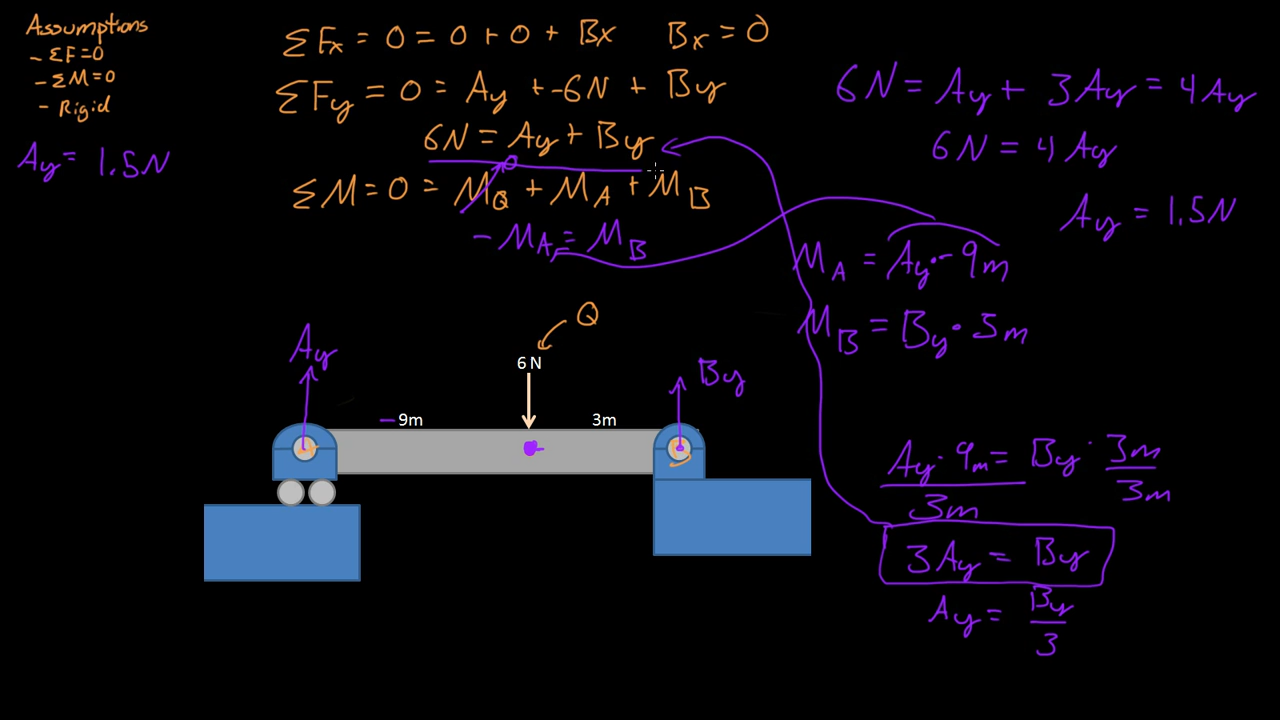 Assumptions
- ΣF=0
- ΣM=0
- Rigid
Ay = 1.5N
ΣFx = 0 = 0 + 0 + Bx    Bx = 0
ΣFy = 0 = Ay + -6N + By
6N = Ay + By
ΣM = 0 = MQ + MA + MB
0
- MA = MB
6N = Ay + 3Ay = 4Ay
6N = 4Ay
Ay = 1.5N
MA = Ay · -9m
MB = By · 3m
Q
Ay
6 N
By
- 9m
3m
Ay · 9m = By · 3m
3m    3m
3Ay = By
Ay = By
3